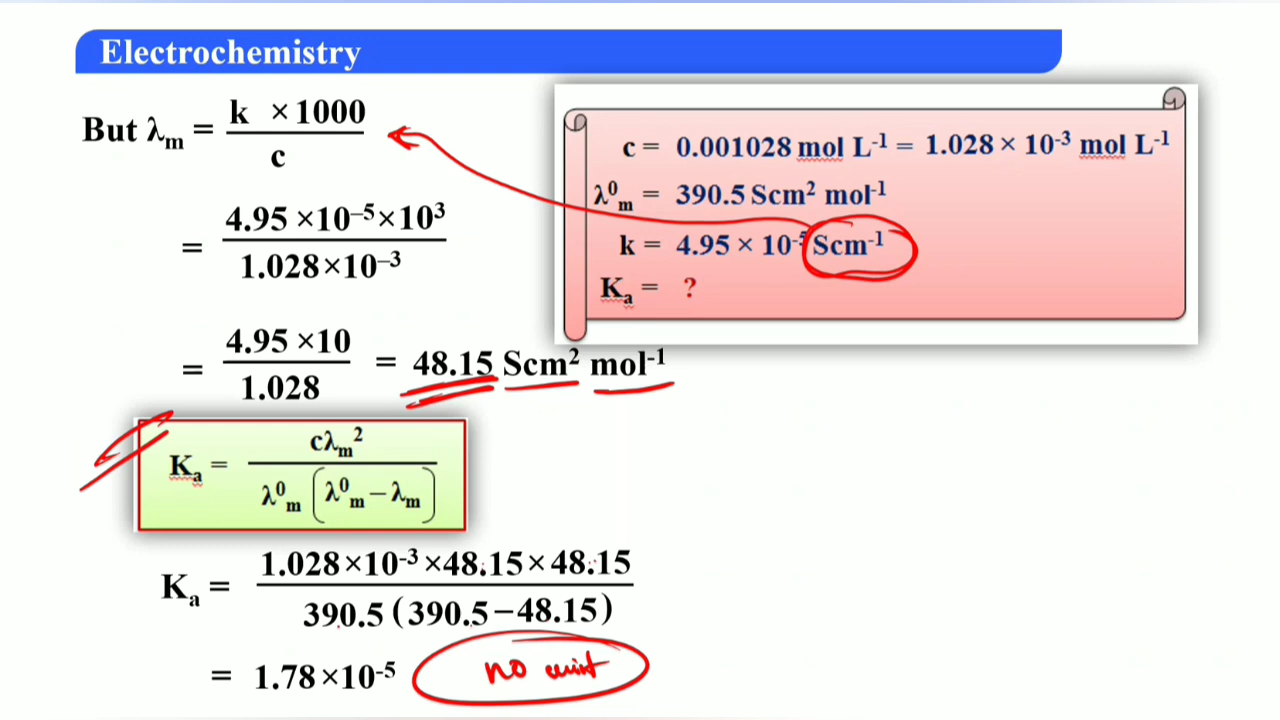 Electrochemistry
But λₘ = k ×1000 / c
= 4.95 ×10⁻⁵×10³ / 1.028×10⁻³
= 4.95 ×10 / 1.028 = 48.15 Scm² mol⁻¹
c = 0.001028 mol L⁻¹ = 1.028 × 10⁻³ mol L⁻¹
λ⁰ₘ = 390.5 Scm² mol⁻¹
k = 4.95 × 10⁻⁵ Scm⁻¹
Kₐ = ?
Kₐ = cλₘ² / λ⁰ₘ (λ⁰ₘ − λₘ)
Kₐ = 1.028×10⁻³ ×48.15×48.15 / 390.5 (390.5−48.15)
= 1.78 ×10⁻⁵ no unit